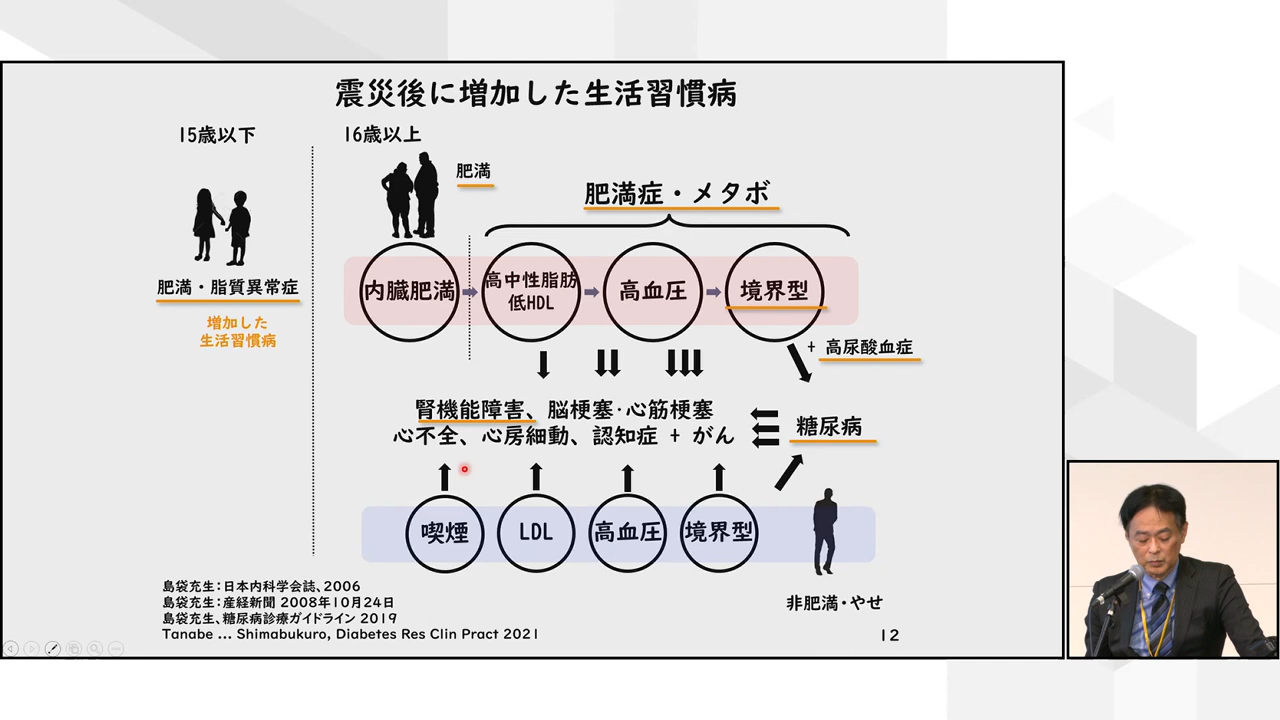 震災後に増加した生活習慣病
15歳以下
16歳以上
肥満
肥満症・メタボ
内臓肥満
高中性脂肪
低HDL
高血圧
境界型
肥満・脂質異常症
増加した
生活習慣病
+ 高尿酸血症
腎機能障害、脳梗塞・心筋梗塞
心不全、心房細動、認知症 + がん
糖尿病
喫煙
LDL
高血圧
境界型
非肥満・やせ
島袋充生：日本内科学会誌、2006
島袋充生：産経新聞 2008年10月24日
島袋充生、糖尿病診療ガイドライン 2019
Tanabe ... Shimabukuro, Diabetes Res Clin Pract 2021
12